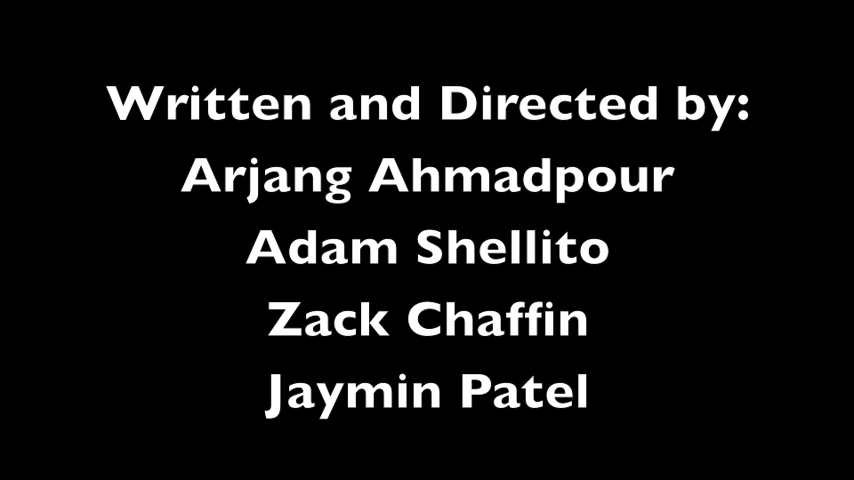 Written and Directed by:
Arjang Ahmadpour
Adam Shellito
Zack Chaffin
Jaymin Patel